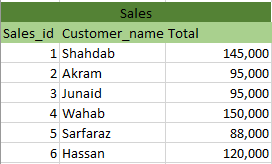 Sales
Sales_id Customer_name Total
1 Shahdab 145,000
2 Akram 95,000
3 Junaid 95,000
4 Wahab 150,000
5 Sarfaraz 88,000
6 Hassan 120,000